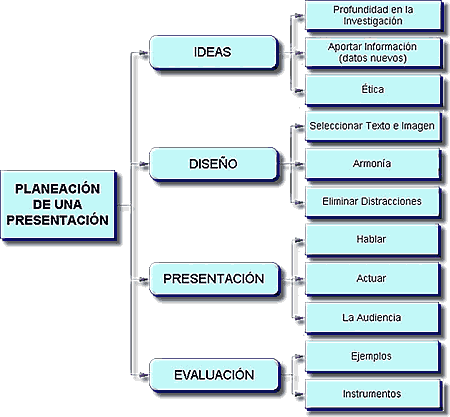 PLANEACIÓN
DE UNA
PRESENTACIÓN
IDEAS
Profundidad en la
Investigación
Aportar Información
(datos nuevos)
Ética
DISEÑO
Seleccionar Texto e Imagen
Armonía
Eliminar Distracciones
PRESENTACIÓN
Hablar
Actuar
La Audiencia
EVALUACIÓN
Ejemplos
Instrumentos